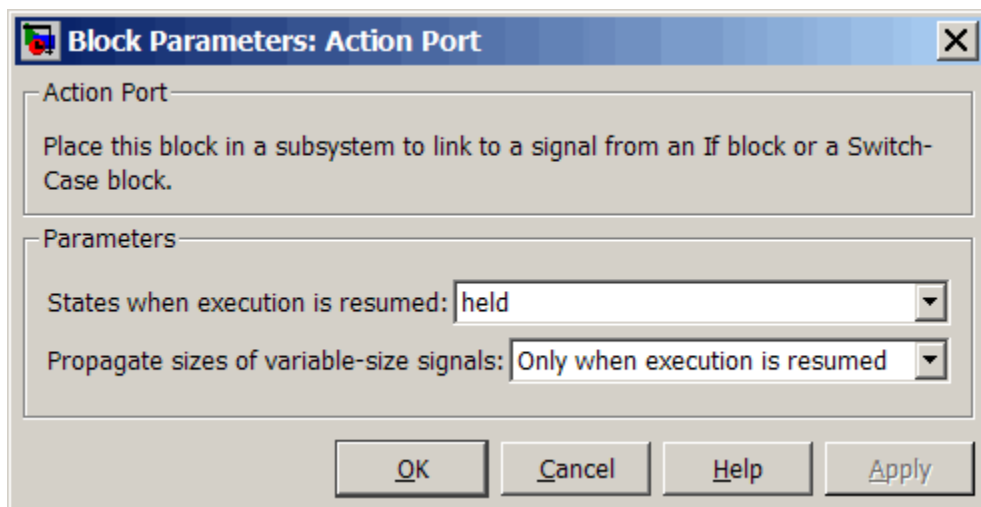 Block Parameters: Action Port
Action Port
Place this block in a subsystem to link to a signal from an If block or a Switch-
Case block.
Parameters
States when execution is resumed: held
Propagate sizes of variable-size signals: Only when execution is resumed
OK Cancel Help Apply